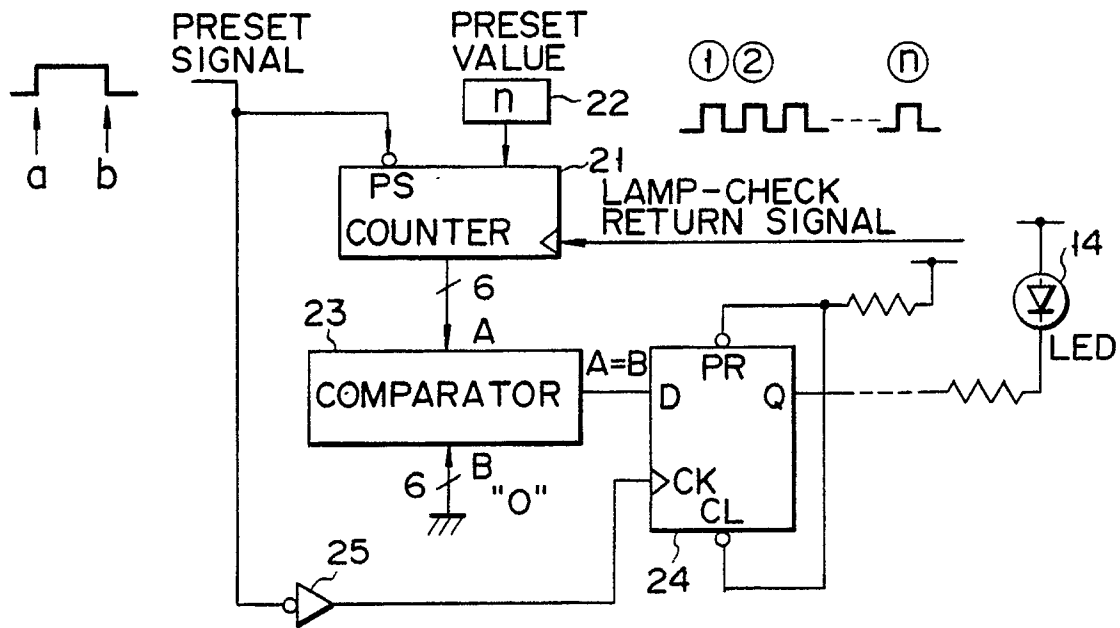 PRESET SIGNAL
a b
PRESET VALUE
n 22
1 2 n
21
PS
COUNTER
LAMP-CHECK
RETURN SIGNAL
6
A
23
COMPARATOR
A=B
6 B "0"
PR
D Q
CK
CL
24
25
14
LED